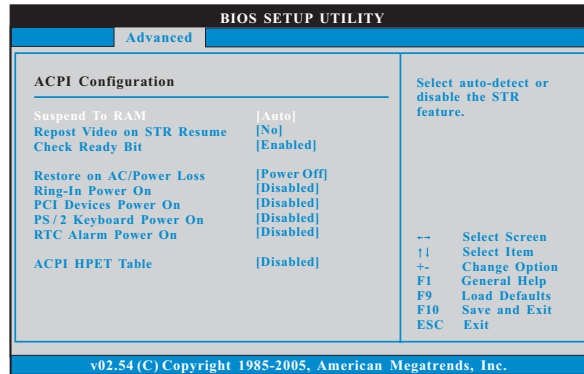 BIOS SETUP UTILITY
Advanced
ACPI Configuration
Suspend To RAM [Auto]
Repost Video on STR Resume [No]
Check Ready Bit [Enabled]
Restore on AC/Power Loss [Power Off]
Ring-In Power On [Disabled]
PCI Devices Power On [Disabled]
PS / 2 Keyboard Power On [Disabled]
RTC Alarm Power On [Disabled]
ACPI HPET Table [Disabled]
Select auto-detect or
disable the STR
feature.
←→ Select Screen
↑↓ Select Item
+- Change Option
F1 General Help
F9 Load Defaults
F10 Save and Exit
ESC Exit
v02.54 (C) Copyright 1985-2005, American Megatrends, Inc.